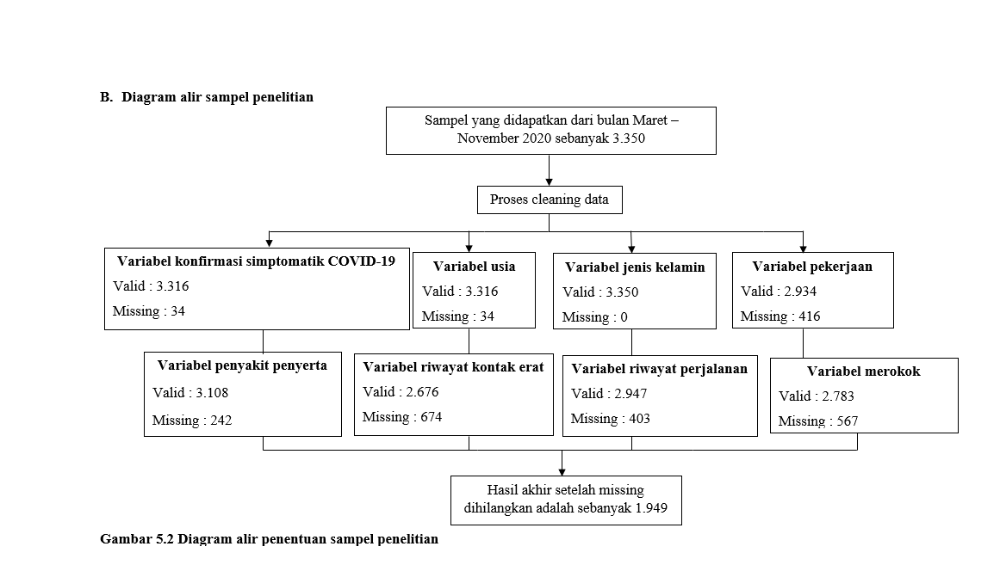 B. Diagram alir sampel penelitian
Sampel yang didapatkan dari bulan Maret –
November 2020 sebanyak 3.350
Proses cleaning data
Variabel konfirmasi simptomatik COVID-19
Valid : 3.316
Missing : 34
Variabel usia
Valid : 3.316
Missing : 34
Variabel jenis kelamin
Valid : 3.350
Missing : 0
Variabel pekerjaan
Valid : 2.934
Missing : 416
Variabel penyakit penyerta
Valid : 3.108
Missing : 242
Variabel riwayat kontak erat
Valid : 2.676
Missing : 674
Variabel riwayat perjalanan
Valid : 2.947
Missing : 403
Variabel merokok
Valid : 2.783
Missing : 567
Hasil akhir setelah missing
dihilangkan adalah sebanyak 1.949
Gambar 5.2 Diagram alir penentuan sampel penelitian